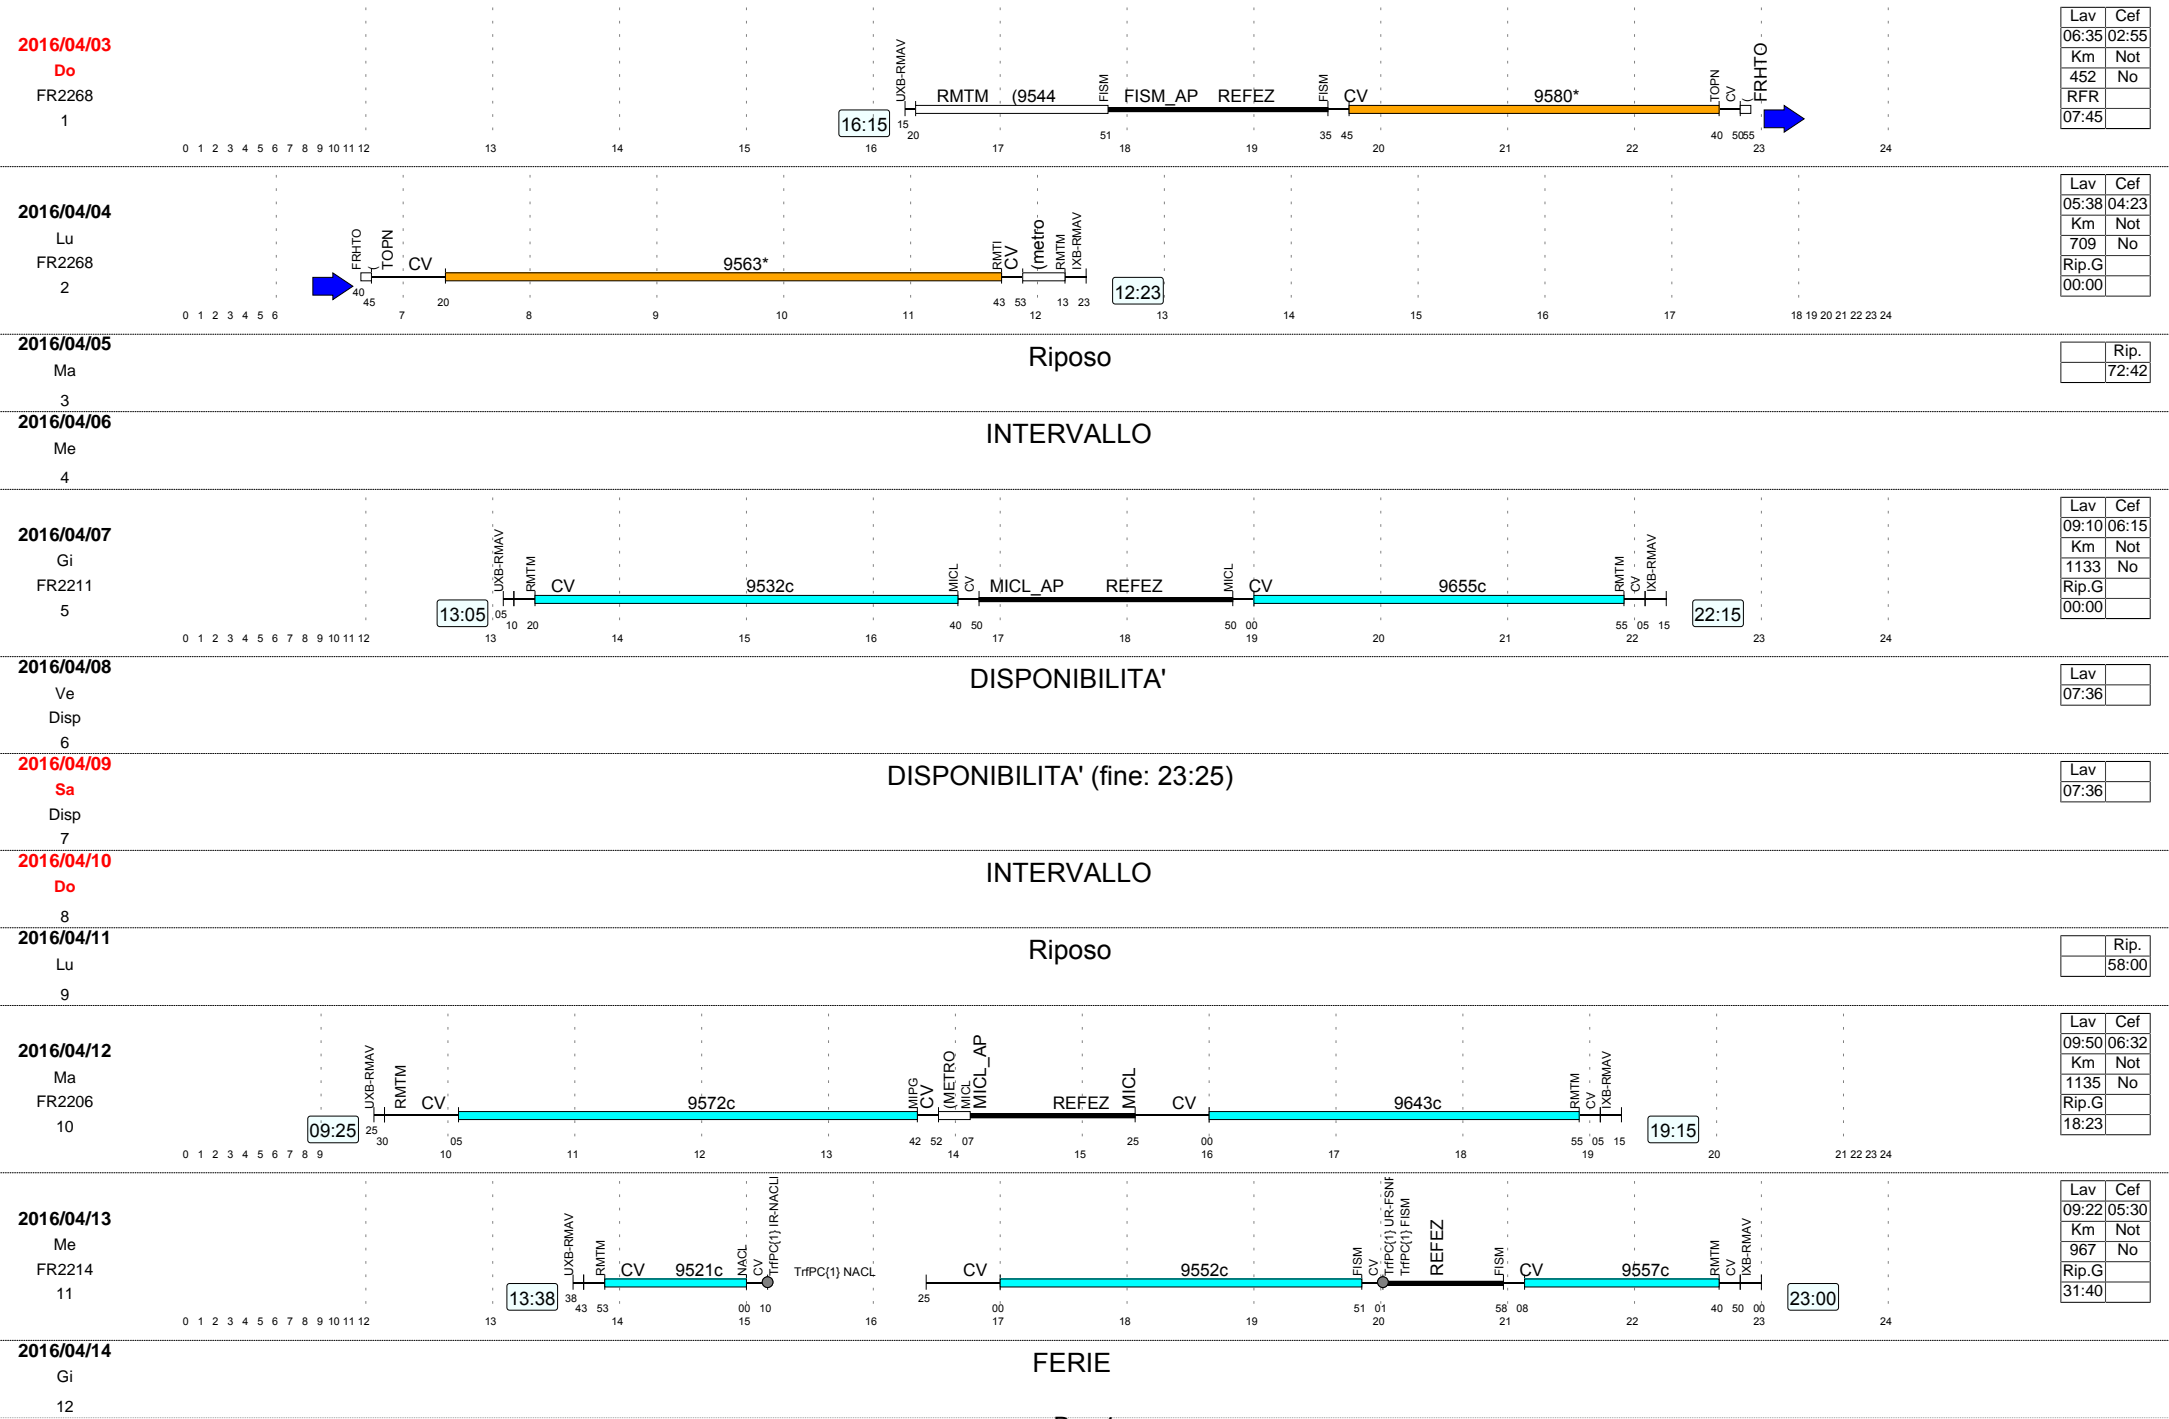 2016/04/03
Do
FR2268
1
16:15
UXB-RMAV RMTM (9544 FISM FISM_AP REFEZ FISM CV 9580* TOPN CV ( FRHTO
15 20 51 35 45 40 50 55
0 1 2 3 4 5 6 7 8 9 10 11 12 13 14 15 16 17 18 19 20 21 22 23 24
Lav Cef
06:35 02:55
Km Not
452 No
RFR
07:45
2016/04/04
Lu
FR2268
2
FRHTO ( TOPN CV 9563* RMTI CV (metro RMTM IXB-RMAV
40 45 20 43 53 13 23
12:23
0 1 2 3 4 5 6 7 8 9 10 11 12 13 14 15 16 17 18 19 20 21 22 23 24
Lav Cef
05:38 04:23
Km Not
709 No
Rip.G
00:00
2016/04/05
Ma
3
Riposo
Rip.
72:42
2016/04/06
Me
4
INTERVALLO
2016/04/07
Gi
FR2211
5
13:05
UXB-RMAV RMTM CV 9532c MICL CV MICL_AP REFEZ MICL CV 9655c RMTM CV IXB-RMAV
05 10 20 40 50 50 00 55 05 15
22:15
0 1 2 3 4 5 6 7 8 9 10 11 12 13 14 15 16 17 18 19 20 21 22 23 24
Lav Cef
09:10 06:15
Km Not
1133 No
Rip.G
00:00
2016/04/08
Ve
Disp
6
DISPONIBILITA'
Lav
07:36
2016/04/09
Sa
Disp
7
DISPONIBILITA' (fine: 23:25)
Lav
07:36
2016/04/10
Do
8
INTERVALLO
2016/04/11
Lu
9
Riposo
Rip.
58:00
2016/04/12
Ma
FR2206
10
09:25
UXB-RMAV RMTM CV 9572c MIPG CV (METRO MICL MICL_AP REFEZ MICL CV 9643c RMTM CV IXB-RMAV
25 30 05 42 52 07 25 00 55 05 15
19:15
0 1 2 3 4 5 6 7 8 9 10 11 12 13 14 15 16 17 18 19 20 21 22 23 24
Lav Cef
09:50 06:32
Km Not
1135 No
Rip.G
18:23
2016/04/13
Me
FR2214
11
13:38
UXB-RMAV RMTM CV 9521c NACL CV TrfPC{1} IR-NACL TrfPC{1} NACL CV 9552c FISM CV TrfPC{1} UR-FSN TrfPC{1} FISM REFEZ FISM CV 9557c RMTM CV IXB-RMAV
38 43 53 00 10 25 00 51 01 58 08 40 50 00
23:00
0 1 2 3 4 5 6 7 8 9 10 11 12 13 14 15 16 17 18 19 20 21 22 23 24
Lav Cef
09:22 05:30
Km Not
967 No
Rip.G
31:40
2016/04/14
Gi
12
FERIE